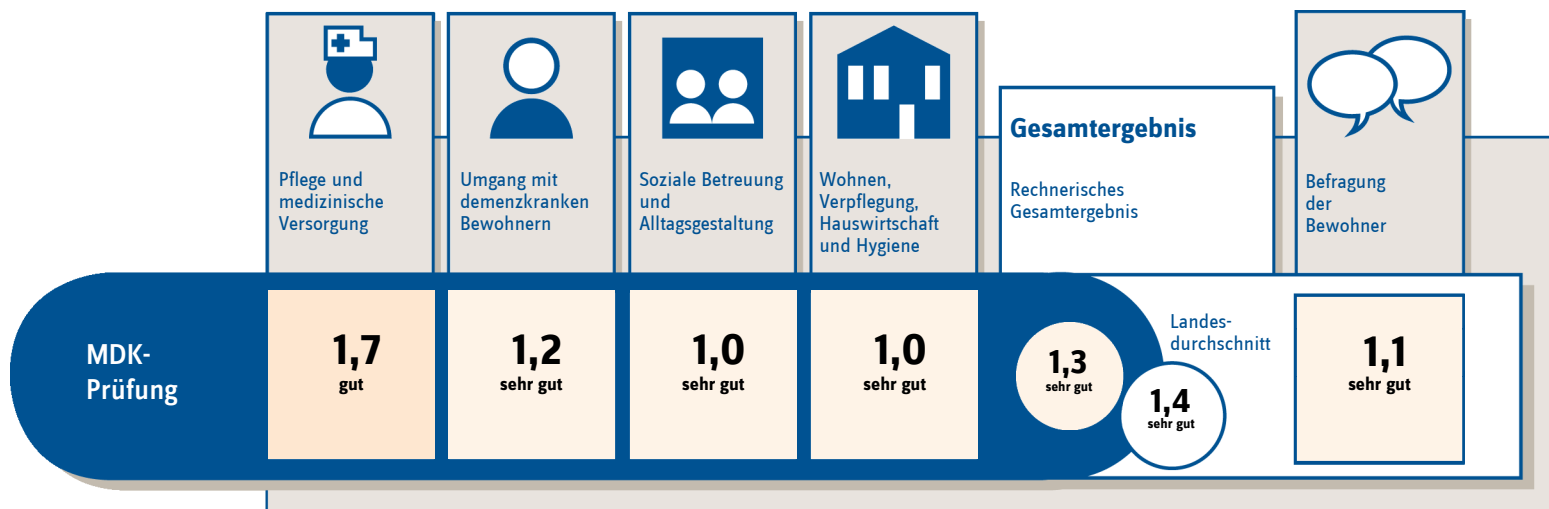 Pflege und
medizinische
Versorgung
Umgang mit
demenzkranken
Bewohnern
Soziale Betreuung
und
Alltagsgestaltung
Wohnen,
Verpflegung,
Hauswirtschaft
und Hygiene
Gesamtergebnis
Rechnerisches
Gesamtergebnis
Befragung
der
Bewohner
MDK-
Prüfung
1,7
gut
1,2
sehr gut
1,0
sehr gut
1,0
sehr gut
1,3
sehr gut
Landes-
durchschnitt
1,4
sehr gut
1,1
sehr gut